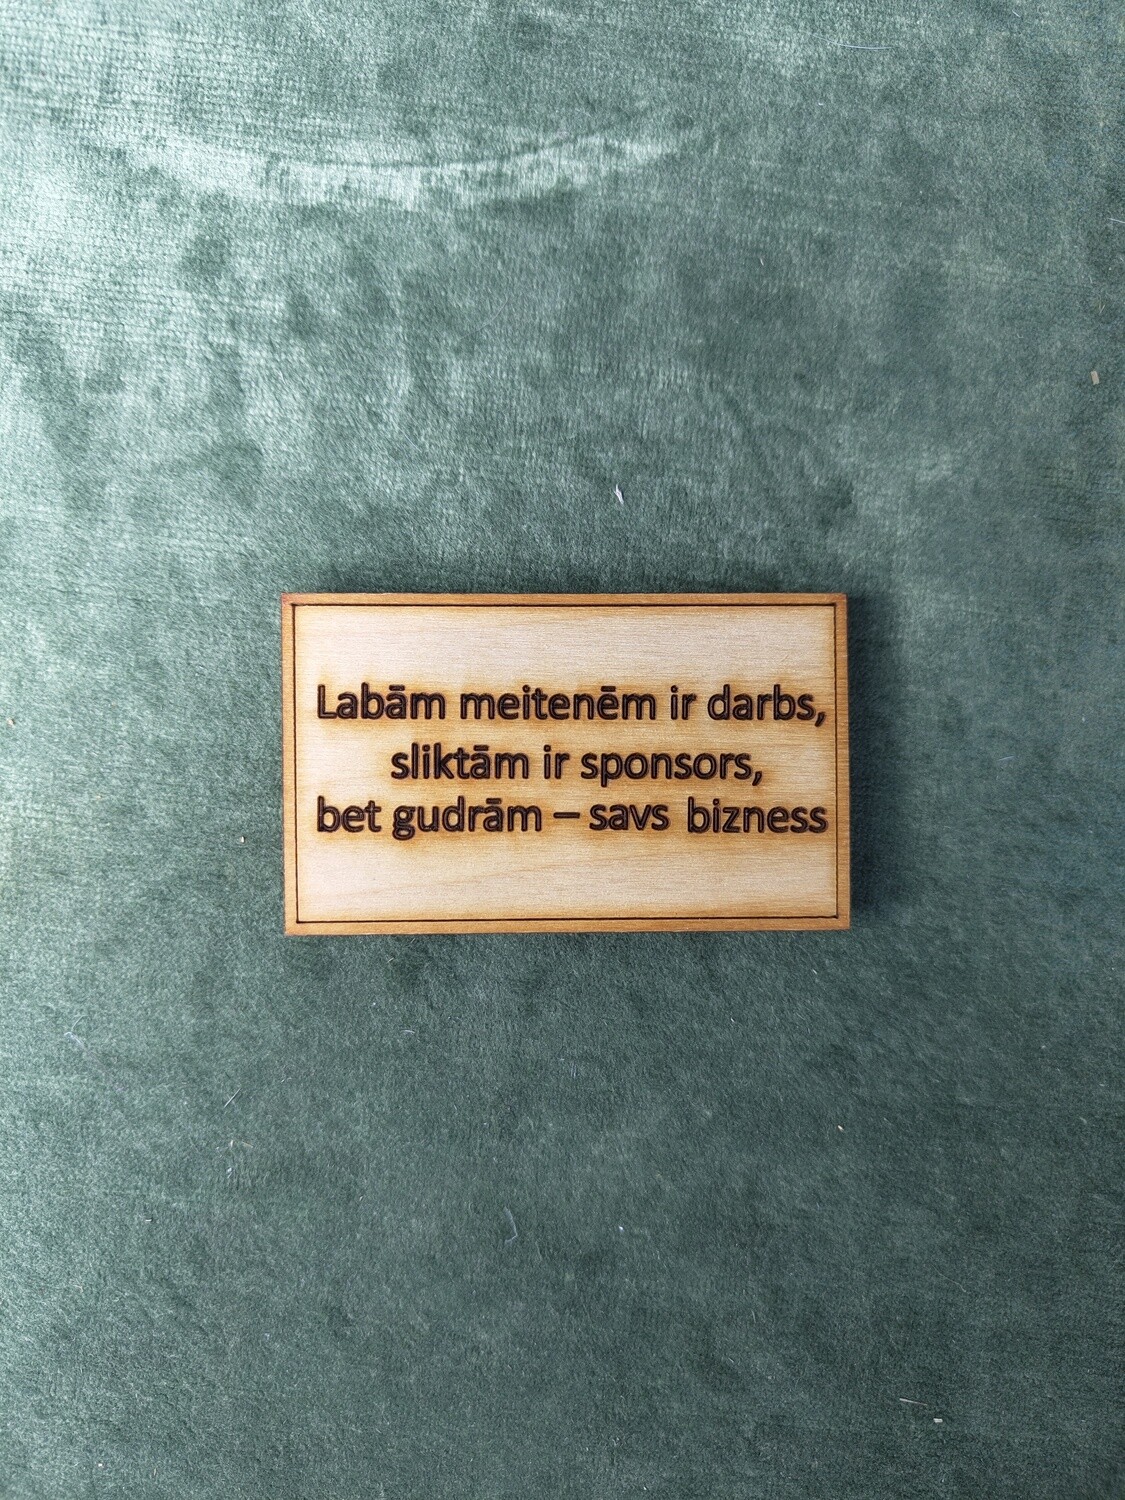 Labām meitenēm ir darbs,
sliktām ir sponsors,
bet gudrām – savs bizness